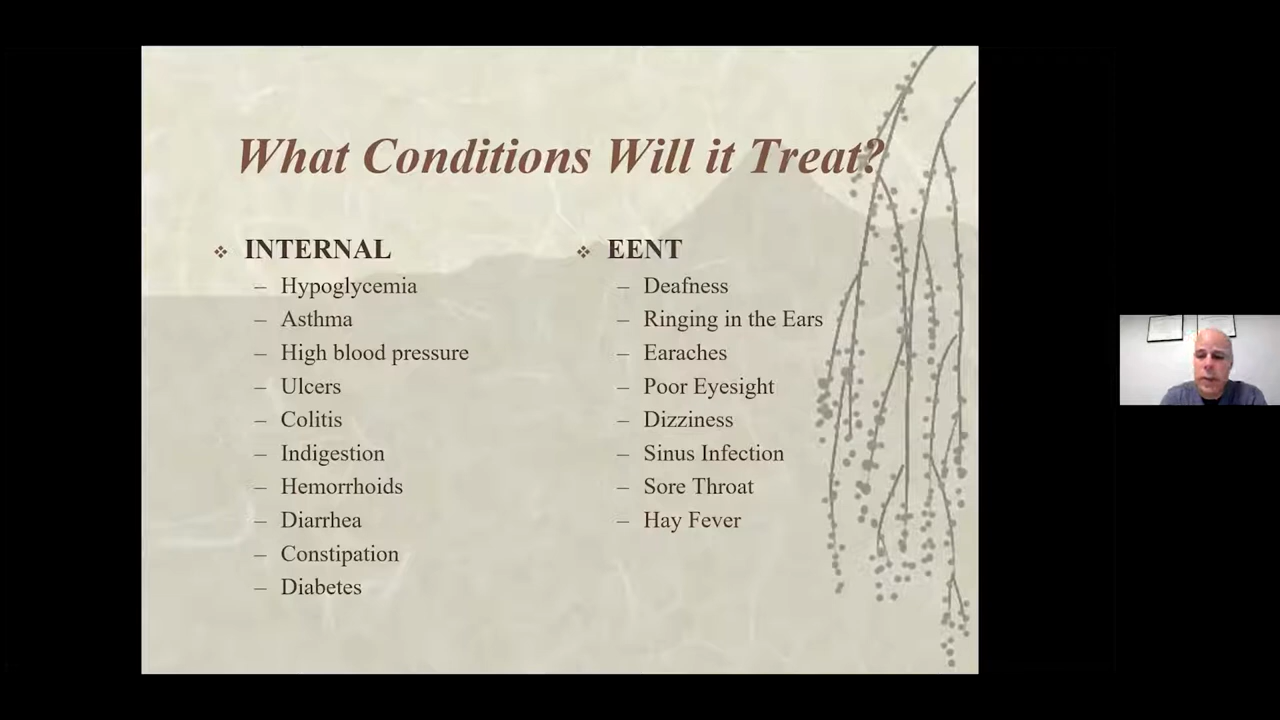 What Conditions Will it Treat?
❖ INTERNAL
– Hypoglycemia
– Asthma
– High blood pressure
– Ulcers
– Colitis
– Indigestion
– Hemorrhoids
– Diarrhea
– Constipation
– Diabetes
❖ EENT
– Deafness
– Ringing in the Ears
– Earaches
– Poor Eyesight
– Dizziness
– Sinus Infection
– Sore Throat
– Hay Fever